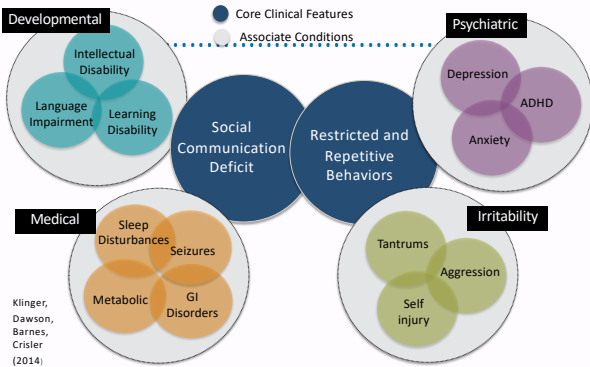 Developmental
Intellectual
Disability
Language
Impairment
Learning
Disability
Core Clinical Features
Associate Conditions
Psychiatric
Depression
ADHD
Anxiety
Social
Communication
Deficit
Restricted and
Repetitive
Behaviors
Medical
Sleep
Disturbances
Seizures
Metabolic
GI
Disorders
Irritability
Tantrums
Aggression
Self
injury
Klinger,
Dawson,
Barnes,
Crisler
(2014)